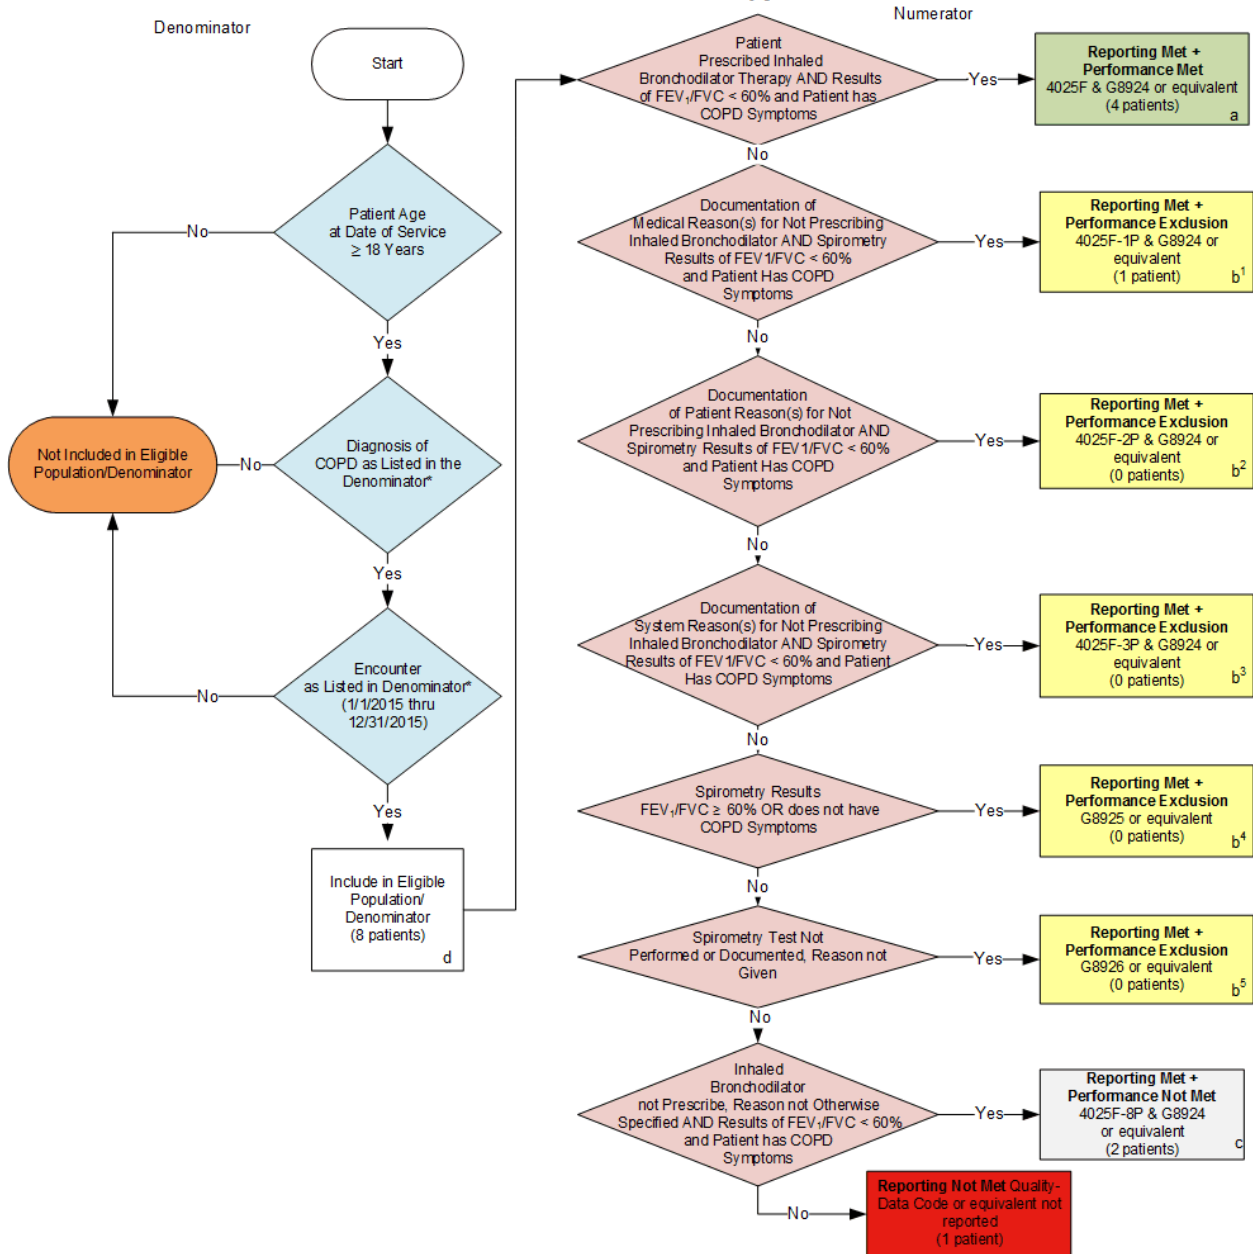 Denominator
Numerator
Start
Patient Age
at Date of Service
≥ 18 Years
No
Yes
Diagnosis of
COPD as Listed in the
Denominator*
No
Not Included in Eligible
Population/Denominator
Yes
Encounter
as Listed in Denominator*
(1/1/2015 thru
12/31/2015)
No
Yes
Include in Eligible
Population/
Denominator
(8 patients)
d
Patient
Prescribed Inhaled
Bronchodilator Therapy AND Results
of FEV₁/FVC < 60% and Patient has
COPD Symptoms
Yes
Reporting Met +
Performance Met
4025F & G8924 or equivalent
(4 patients)
a
No
Documentation of
Medical Reason(s) for Not Prescribing
Inhaled Bronchodilator AND Spirometry
Results of FEV1/FVC < 60%
and Patient Has COPD
Symptoms
Yes
Reporting Met +
Performance Exclusion
4025F-1P & G8924 or
equivalent
(1 patient)
b¹
No
Documentation
of Patient Reason(s) for Not
Prescribing Inhaled Bronchodilator AND
Spirometry Results of FEV1/FVC < 60%
and Patient Has COPD
Symptoms
Yes
Reporting Met +
Performance Exclusion
4025F-2P & G8924 or
equivalent
(0 patients)
b²
No
Documentation of
System Reason(s) for Not Prescribing
Inhaled Bronchodilator AND Spirometry
Results of FEV1/FVC < 60% and Patient
Has COPD Symptoms
Yes
Reporting Met +
Performance Exclusion
4025F-3P & G8924 or
equivalent
(0 patients)
b³
No
Spirometry Results
FEV₁/FVC ≥ 60% OR does not have
COPD Symptoms
Yes
Reporting Met +
Performance Exclusion
G8925 or equivalent
(0 patients)
b⁴
No
Spirometry Test Not
Performed or Documented, Reason not
Given
Yes
Reporting Met +
Performance Exclusion
G8926 or equivalent
(0 patients)
b⁵
No
Inhaled
Bronchodilator
not Prescribe, Reason not Otherwise
Specified AND Results of FEV₁/FVC < 60%
and Patient has COPD
Symptoms
Yes
Reporting Met +
Performance Not Met
4025F-8P & G8924
or equivalent
(2 patients)
c
No
Reporting Not Met Quality-
Data Code or equivalent not
reported
(1 patient)